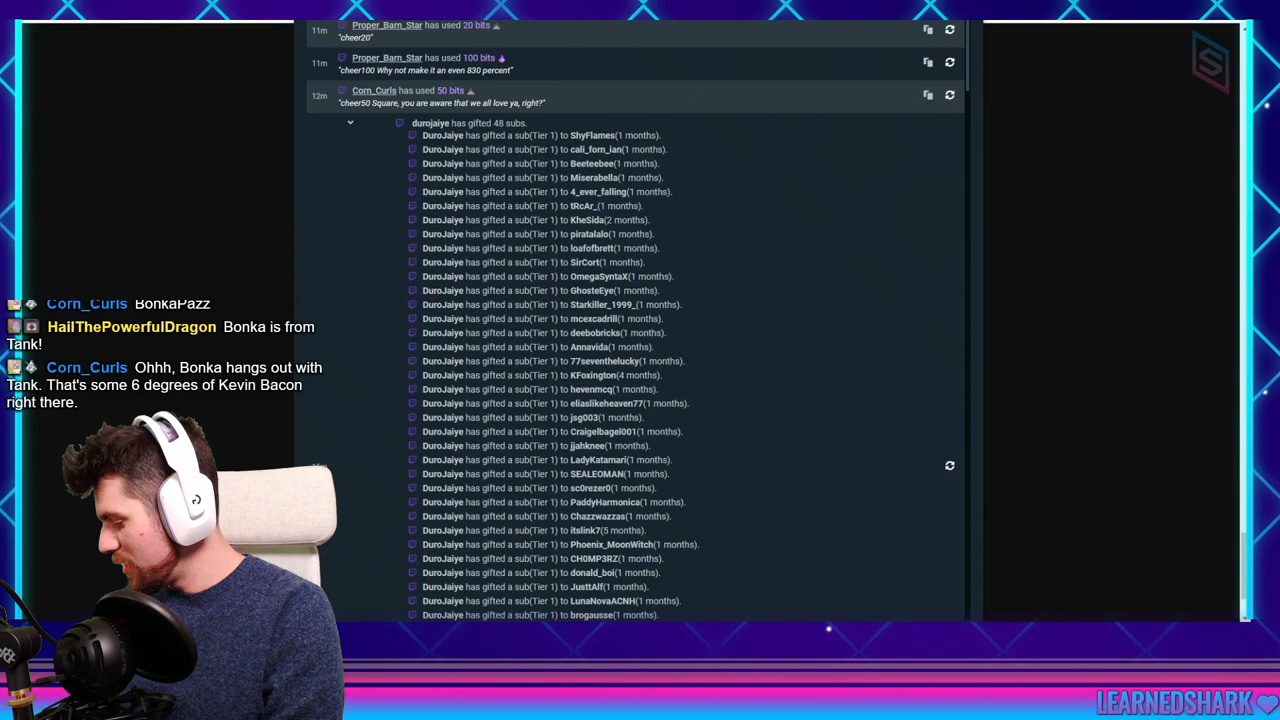 Proper_Barn_Star has used 20 bits
11m
"cheer20"
Proper_Barn_Star has used 100 bits
11m
"cheer100 Why not make it an even 830 percent"
Corn_Curls has used 50 bits
12m
"cheer50 Square, you are aware that we all love ya, right?"
durojaiye has gifted 48 subs.
DuroJaiye has gifted a sub(Tier 1) to ShyFlames(1 months).
DuroJaiye has gifted a sub(Tier 1) to cali_forn_ian(1 months).
DuroJaiye has gifted a sub(Tier 1) to Beeteebee(1 months).
DuroJaiye has gifted a sub(Tier 1) to Miserabella(1 months).
DuroJaiye has gifted a sub(Tier 1) to 4_ever_falling(1 months).
DuroJaiye has gifted a sub(Tier 1) to tRcAr_(1 months).
DuroJaiye has gifted a sub(Tier 1) to KheSida(2 months).
DuroJaiye has gifted a sub(Tier 1) to piratalalo(1 months).
DuroJaiye has gifted a sub(Tier 1) to loafofbrett(1 months).
DuroJaiye has gifted a sub(Tier 1) to SirCort(1 months).
DuroJaiye has gifted a sub(Tier 1) to OmegaSyntaX(1 months).
DuroJaiye has gifted a sub(Tier 1) to GhosteEye(1 months).
DuroJaiye has gifted a sub(Tier 1) to Starkiller_1999_(1 months).
DuroJaiye has gifted a sub(Tier 1) to mcexcadrill(1 months).
DuroJaiye has gifted a sub(Tier 1) to deebobricks(1 months).
DuroJaiye has gifted a sub(Tier 1) to Annavida(1 months).
DuroJaiye has gifted a sub(Tier 1) to 77seventhelucky(1 months).
DuroJaiye has gifted a sub(Tier 1) to KFoxington(4 months).
DuroJaiye has gifted a sub(Tier 1) to hevenmcq(1 months).
DuroJaiye has gifted a sub(Tier 1) to eliaslikeheaven77(1 months).
DuroJaiye has gifted a sub(Tier 1) to jsg003(1 months).
DuroJaiye has gifted a sub(Tier 1) to Craigelbagel001(1 months).
DuroJaiye has gifted a sub(Tier 1) to jjahknee(1 months).
DuroJaiye has gifted a sub(Tier 1) to LadyKatamari(1 months).
DuroJaiye has gifted a sub(Tier 1) to SEALEOMAN(1 months).
DuroJaiye has gifted a sub(Tier 1) to sc0rezer0(1 months).
DuroJaiye has gifted a sub(Tier 1) to PaddyHarmonica(1 months).
DuroJaiye has gifted a sub(Tier 1) to Chazzwazzas(1 months).
DuroJaiye has gifted a sub(Tier 1) to itslink7(5 months).
DuroJaiye has gifted a sub(Tier 1) to Phoenix_MoonWitch(1 months).
DuroJaiye has gifted a sub(Tier 1) to CH0MP3RZ(1 months).
DuroJaiye has gifted a sub(Tier 1) to donald_boi(1 months).
DuroJaiye has gifted a sub(Tier 1) to JusttAlf(1 months).
DuroJaiye has gifted a sub(Tier 1) to LunaNovaACNH(1 months).
DuroJaiye has gifted a sub(Tier 1) to brogausse(1 months).
Corn_Curls BonkaPazz
HailThePowerfulDragon Bonka is from
Tank!
Corn_Curls Ohhh, Bonka hangs out with
Tank. That's some 6 degrees of Kevin Bacon
right there.
LEARNEDSHARK